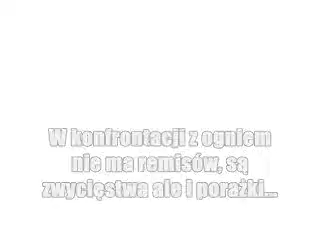 W konfrontacji z ogniem
nie ma remisów, są
zwycięstwa ale i porażki...